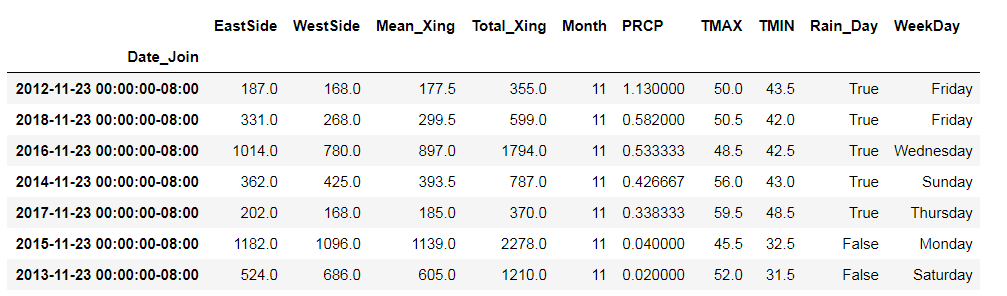 EastSide WestSide Mean_Xing Total_Xing Month PRCP TMAX TMIN Rain_Day WeekDay
Date_Join
2012-11-23 00:00:00-08:00 187.0 168.0 177.5 355.0 11 1.130000 50.0 43.5 True Friday
2018-11-23 00:00:00-08:00 331.0 268.0 299.5 599.0 11 0.582000 50.5 42.0 True Friday
2016-11-23 00:00:00-08:00 1014.0 780.0 897.0 1794.0 11 0.533333 48.5 42.5 True Wednesday
2014-11-23 00:00:00-08:00 362.0 425.0 393.5 787.0 11 0.426667 56.0 43.0 True Sunday
2017-11-23 00:00:00-08:00 202.0 168.0 185.0 370.0 11 0.338333 59.5 48.5 True Thursday
2015-11-23 00:00:00-08:00 1182.0 1096.0 1139.0 2278.0 11 0.040000 45.5 32.5 False Monday
2013-11-23 00:00:00-08:00 524.0 686.0 605.0 1210.0 11 0.020000 52.0 31.5 False Saturday